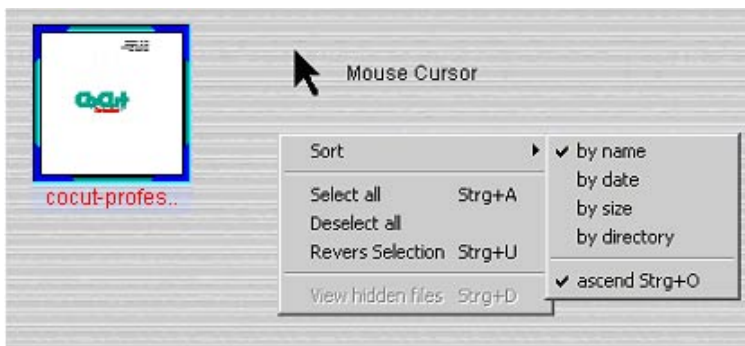 CoCut
cocut-profes..
Mouse Cursor
Sort
Select all Strg+A
Deselect all
Revers Selection Strg+U
View hidden files Strg+D
by name
by date
by size
by directory
ascend Strg+O